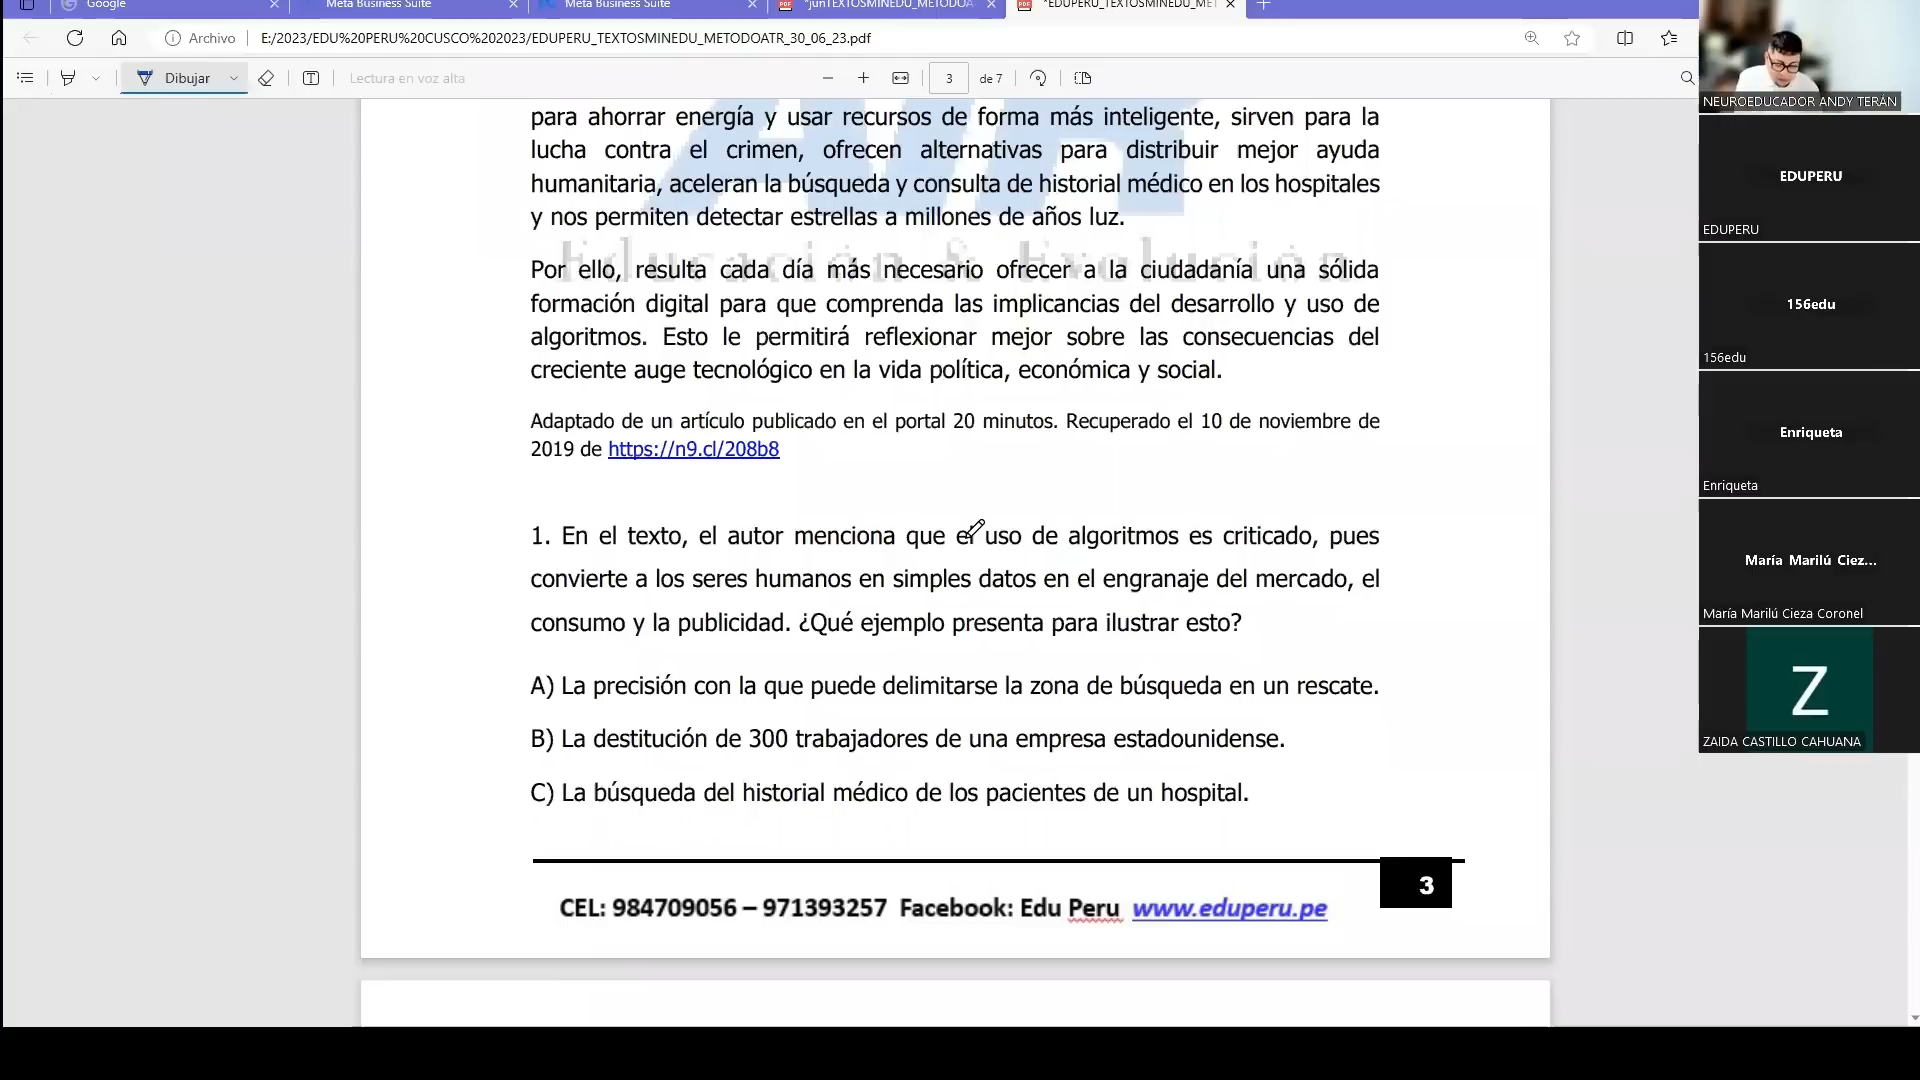 Google
Meta Business Suite
Meta Business Suite
*junTEXTOSMINEDU_METODOA
*EDUPERU_TEXTOSMINEDU_MET
Archivo
E:/2023/EDU%20PERU%20CUSCO%202023/EDUPERU_TEXTOSMINEDU_METODOATR_30_06_23.pdf
Dibujar
Lectura en voz alta
3
de 7
para ahorrar energía y usar recursos de forma más inteligente, sirven para la
lucha contra el crimen, ofrecen alternativas para distribuir mejor ayuda
humanitaria, aceleran la búsqueda y consulta de historial médico en los hospitales
y nos permiten detectar estrellas a millones de años luz.
Educación & Evolución
Por ello, resulta cada día más necesario ofrecer a la ciudadanía una sólida
formación digital para que comprenda las implicancias del desarrollo y uso de
algoritmos. Esto le permitirá reflexionar mejor sobre las consecuencias del
creciente auge tecnológico en la vida política, económica y social.
Adaptado de un artículo publicado en el portal 20 minutos. Recuperado el 10 de noviembre de
2019 de https://n9.cl/208b8
1. En el texto, el autor menciona que el uso de algoritmos es criticado, pues
convierte a los seres humanos en simples datos en el engranaje del mercado, el
consumo y la publicidad. ¿Qué ejemplo presenta para ilustrar esto?
A) La precisión con la que puede delimitarse la zona de búsqueda en un rescate.
B) La destitución de 300 trabajadores de una empresa estadounidense.
C) La búsqueda del historial médico de los pacientes de un hospital.
3
CEL: 984709056 – 971393257 Facebook: Edu Peru www.eduperu.pe
NEUROEDUCADOR ANDY TERÁN
EDUPERU
EDUPERU
156edu
156edu
Enriqueta
Enriqueta
María Marilú Ciez...
María Marilú Cieza Coronel
Z
ZAIDA CASTILLO CAHUANA